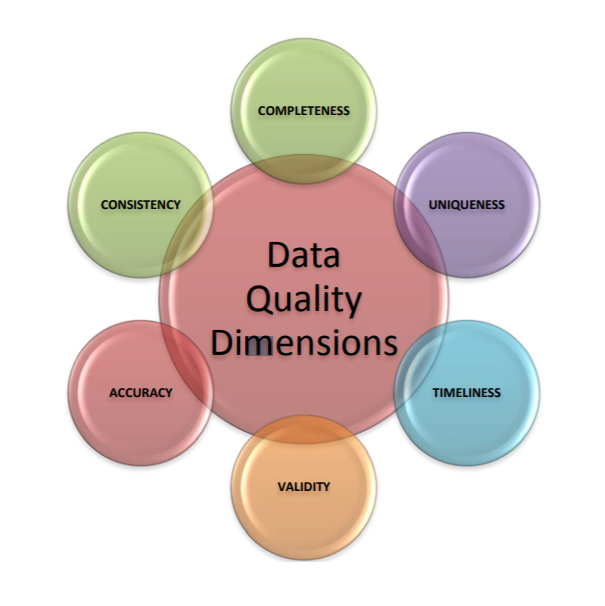 COMPLETENESS
CONSISTENCY
UNIQUENESS
Data
Quality
Dimensions
ACCURACY
TIMELINESS
VALIDITY